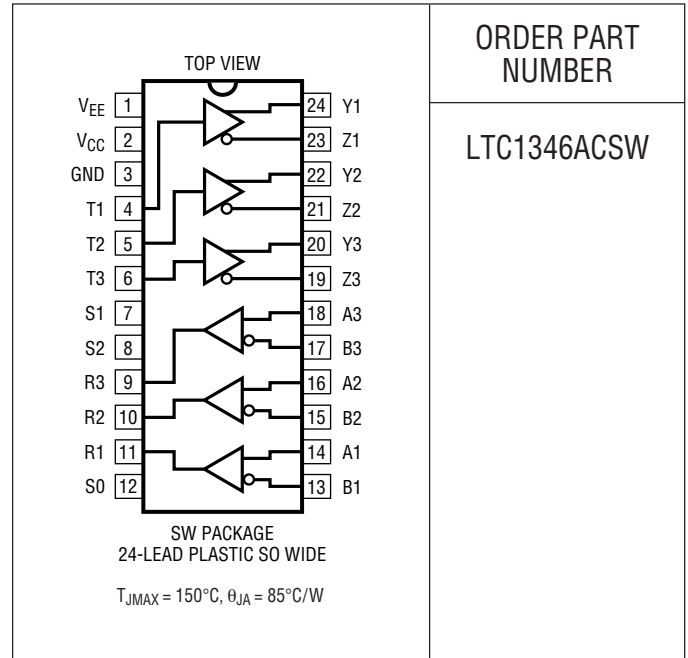 TOP VIEW
VEE 1
VCC 2
GND 3
T1 4
T2 5
T3 6
S1 7
S2 8
R3 9
R2 10
R1 11
S0 12
24 Y1
23 Z1
22 Y2
21 Z2
20 Y3
19 Z3
18 A3
17 B3
16 A2
15 B2
14 A1
13 B1
SW PACKAGE
24-LEAD PLASTIC SO WIDE
TJMAX = 150°C, θJA = 85°C/W
ORDER PART
NUMBER
LTC1346ACSW